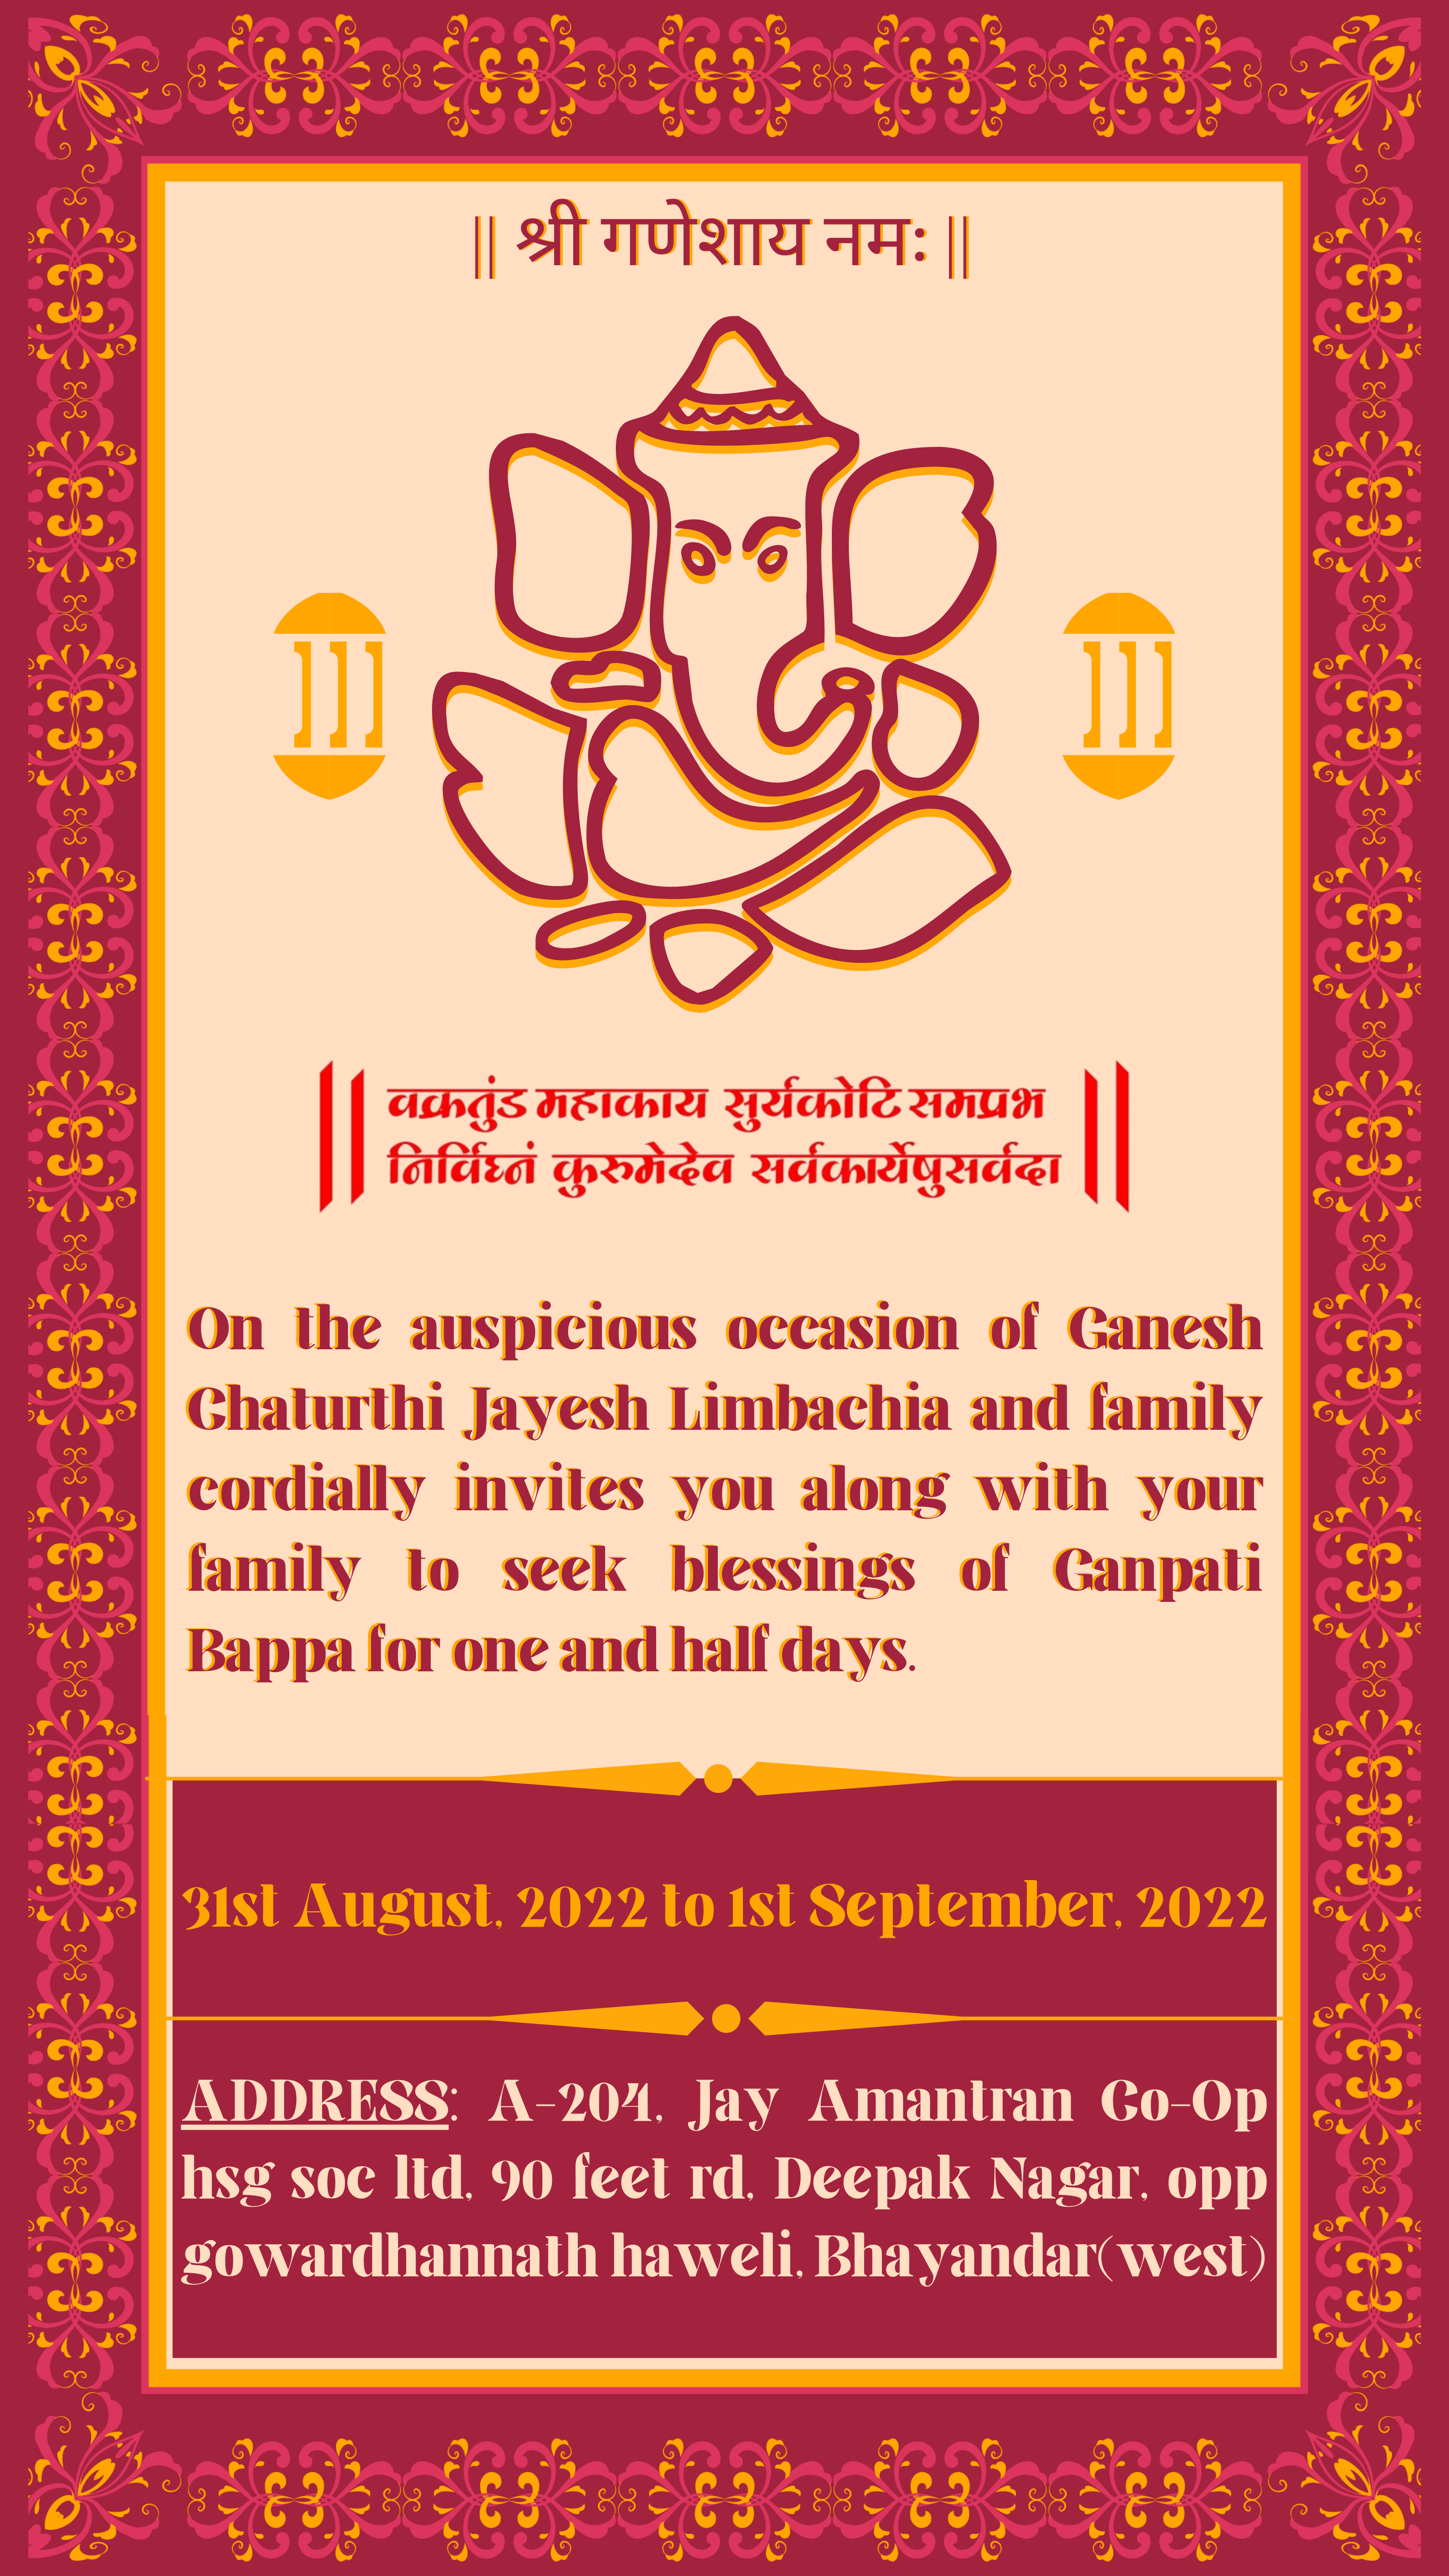 || श्री गणेशाय नमः ||
|| वक्रतुंड महाकाय सुर्यकोटि समप्रभ
निर्विघ्नं कुरुमेदेव सर्वकार्येषुसर्वदा ||
On the auspicious occasion of Ganesh
Chaturthi Jayesh Limbachia and family
cordially invites you along with your
family to seek blessings of Ganpati
Bappa for one and half days.
31st August, 2022 to 1st September, 2022
ADDRESS: A-204, Jay Amantran Co-Op
hsg soc ltd, 90 feet rd, Deepak Nagar, opp
gowardhannath haweli, Bhayandar(west)